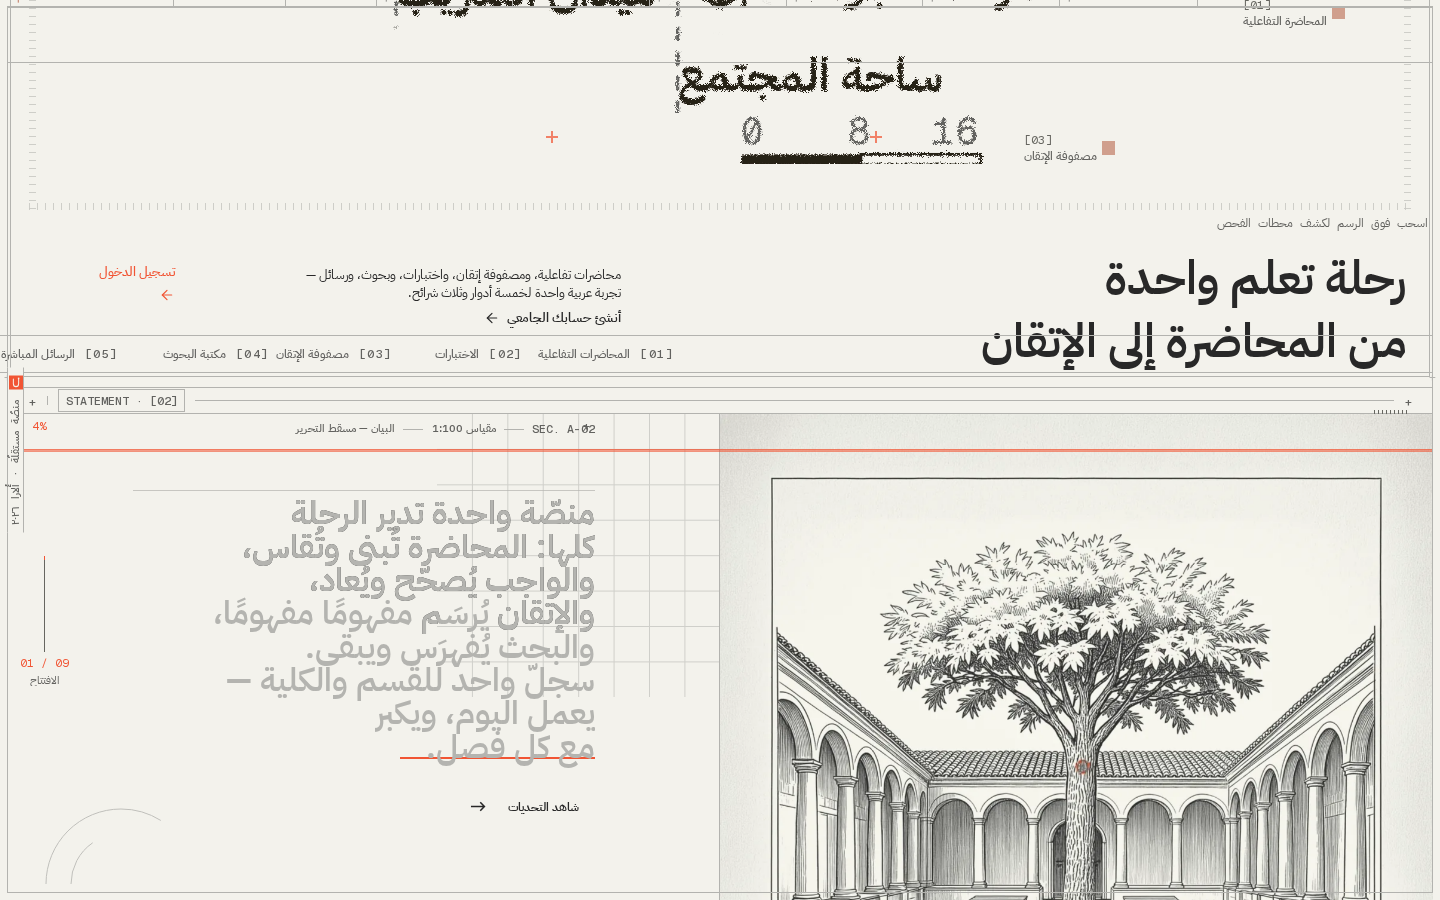 [01]
المحاضرة التفاعلية
ساحة المجتمع
0 8 16
[03]
مصفوفة الإتقان
اسحب فوق الرسم لكشف محطات الفحص
رحلة تعلم واحدة
من المحاضرة إلى الإتقان
محاضرات تفاعلية، ومصفوفة إتقان، واختبارات، وبحوث، ورسائل —
تجربة عربية واحدة لخمسة أدوار وثلاث شرائح.
أنشئ حسابك الجامعي ←
تسجيل الدخول
←
[01] المحاضرات التفاعلية [02] الاختبارات [03] مصفوفة الإتقان [04] مكتبة البحوث [05] الرسائل المباشرة
STATEMENT · [02]
4%
SEC. A-02 — مقياس 1:100 — البيان — مسقط التحرير
منصّة واحدة تدير الرحلة
كلها: المحاضرة تُبنى وتُقاس،
والواجب يُصحّح ويُعاد،
والإتقان يُرسَم مفهومًا مفهومًا،
والبحث يُفهرَس ويبقى.
سجلّ واحد للقسم والكلية —
يعمل اليوم، ويكبر
مع كل فصل.
شاهد التحديات →
01 / 09
الافتتاح